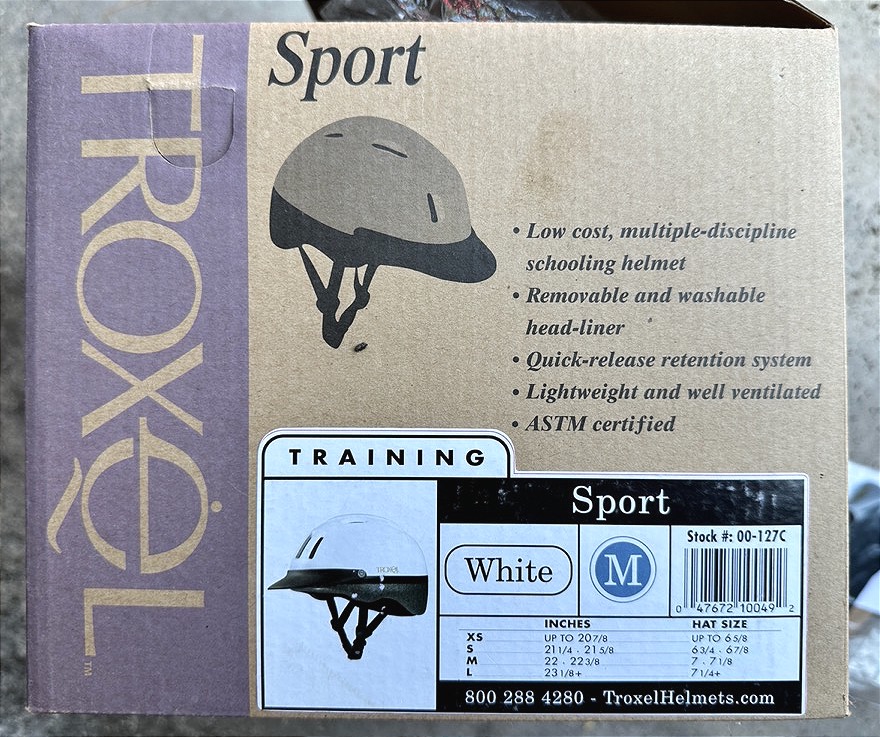 TROXEL™
Sport
• Low cost, multiple-discipline
schooling helmet
• Removable and washable
head-liner
• Quick-release retention system
• Lightweight and well ventilated
• ASTM certified
TRAINING
Sport
White
M
Stock #: 00-127C
0 47672 10049 2
TROXEL
INCHES HAT SIZE
XS UP TO 20 7/8 UP TO 6 5/8
S 21 1/4 - 21 5/8 6 3/4 - 6 7/8
M 22 - 22 3/8 7 - 7 1/8
L 23 1/8+ 7 1/4+
800 288 4280 - TroxelHelmets.com